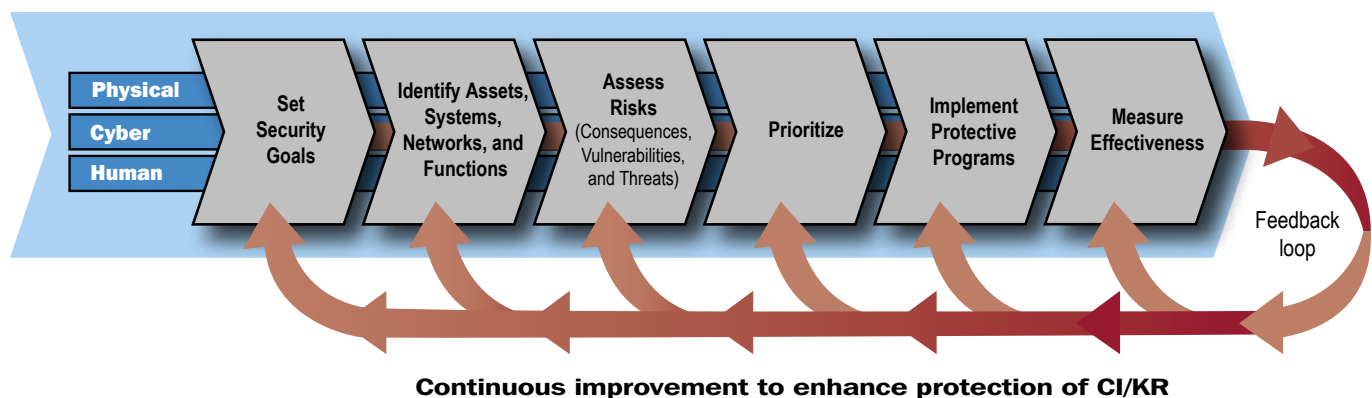 Physical
Cyber
Human
Set
Security
Goals
Identify Assets,
Systems,
Networks, and
Functions
Assess
Risks
(Consequences,
Vulnerabilities,
and Threats)
Prioritize
Implement
Protective
Programs
Measure
Effectiveness
Feedback
loop
Continuous improvement to enhance protection of CI/KR